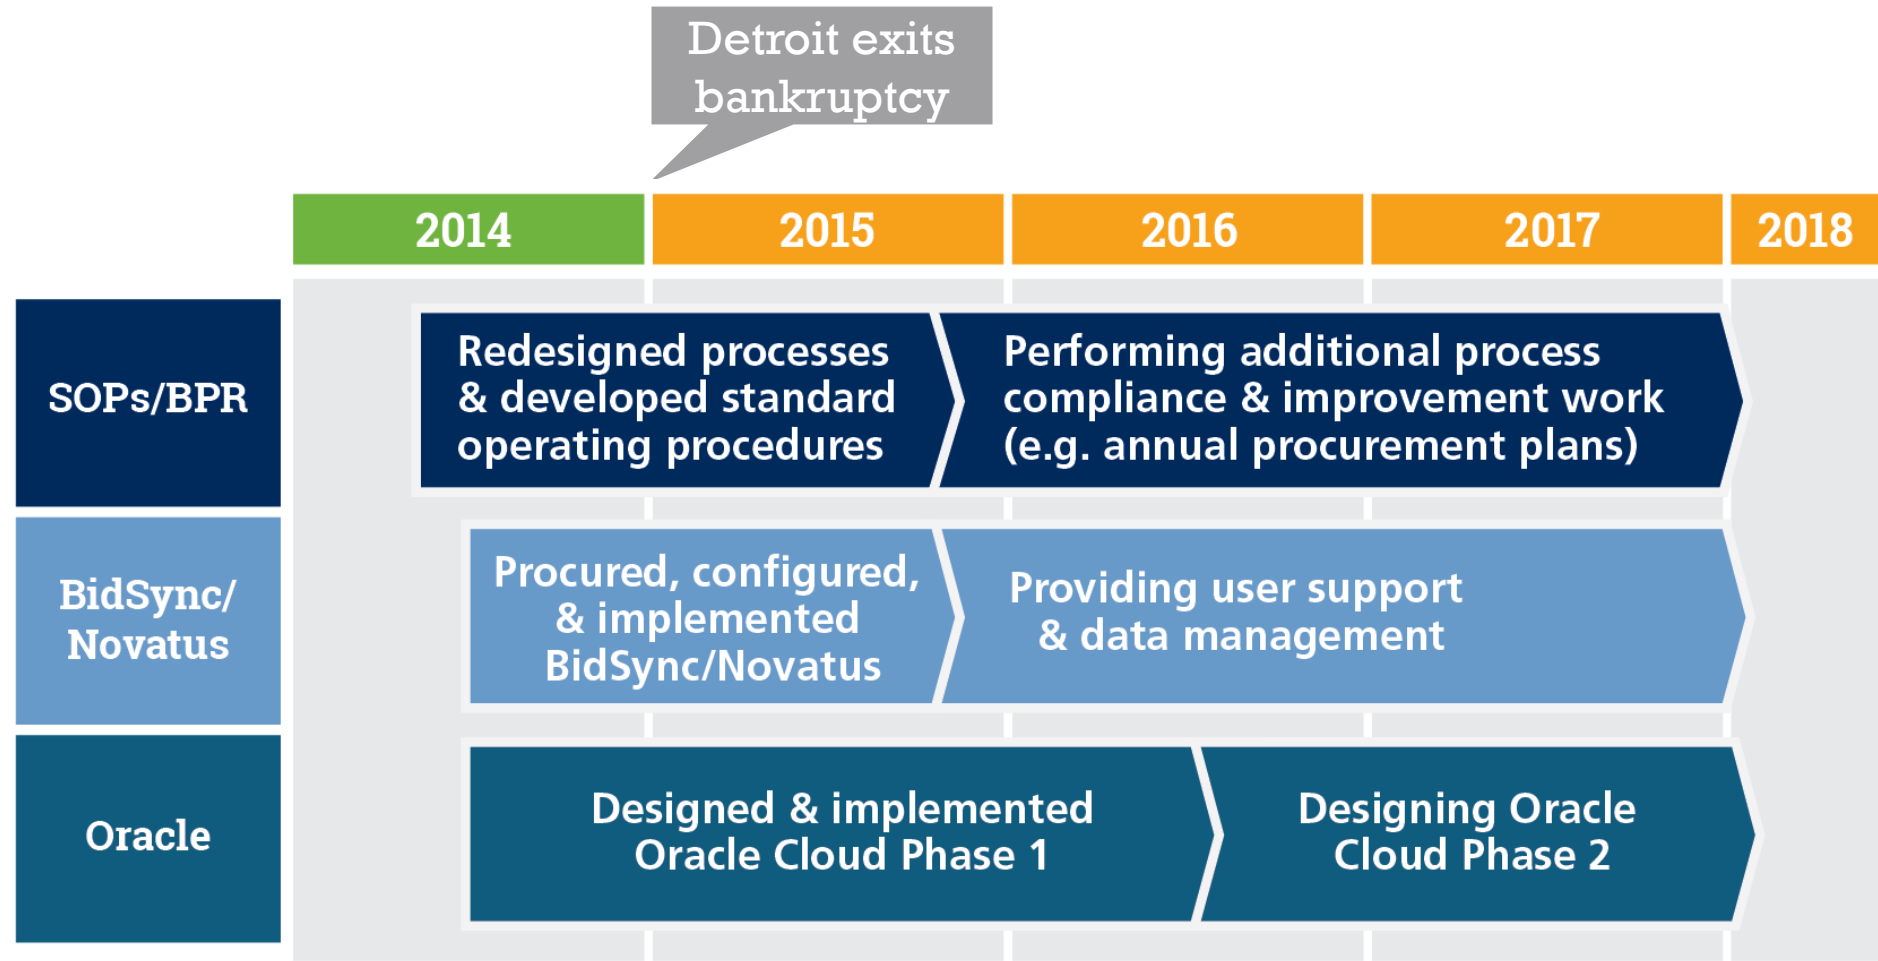 Detroit exits
bankruptcy
2014
2015
2016
2017
2018
SOPs/BPR
Redesigned processes
& developed standard
operating procedures
Performing additional process
compliance & improvement work
(e.g. annual procurement plans)
BidSync/
Novatus
Procured, configured,
& implemented
BidSync/Novatus
Providing user support
& data management
Oracle
Designed & implemented
Oracle Cloud Phase 1
Designing Oracle
Cloud Phase 2